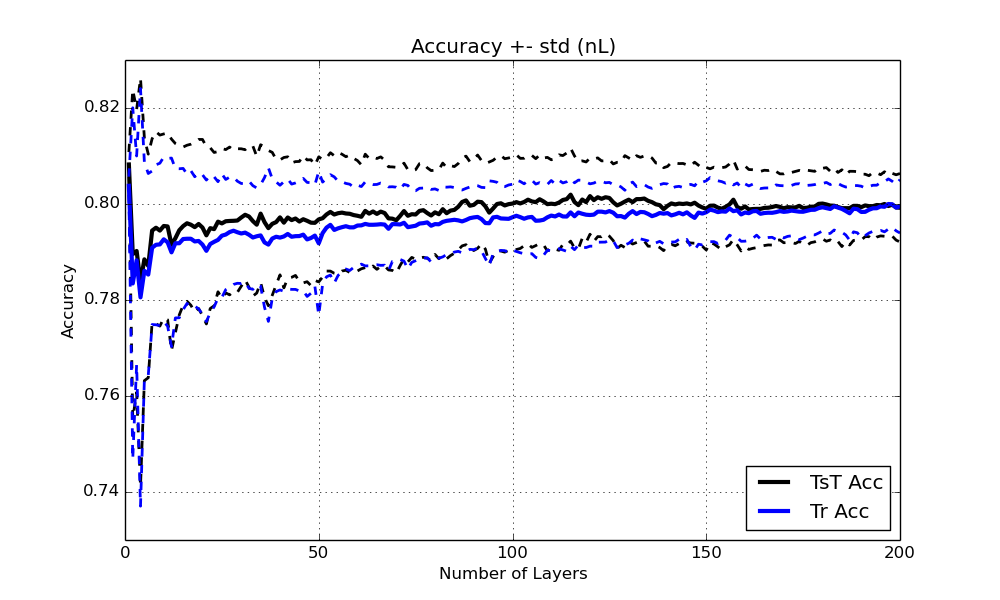 Accuracy +- std (nL)
0.82
0.80
0.78
0.76
0.74
Accuracy
TsT Acc
Tr Acc
0 50 100 150 200
Number of Layers